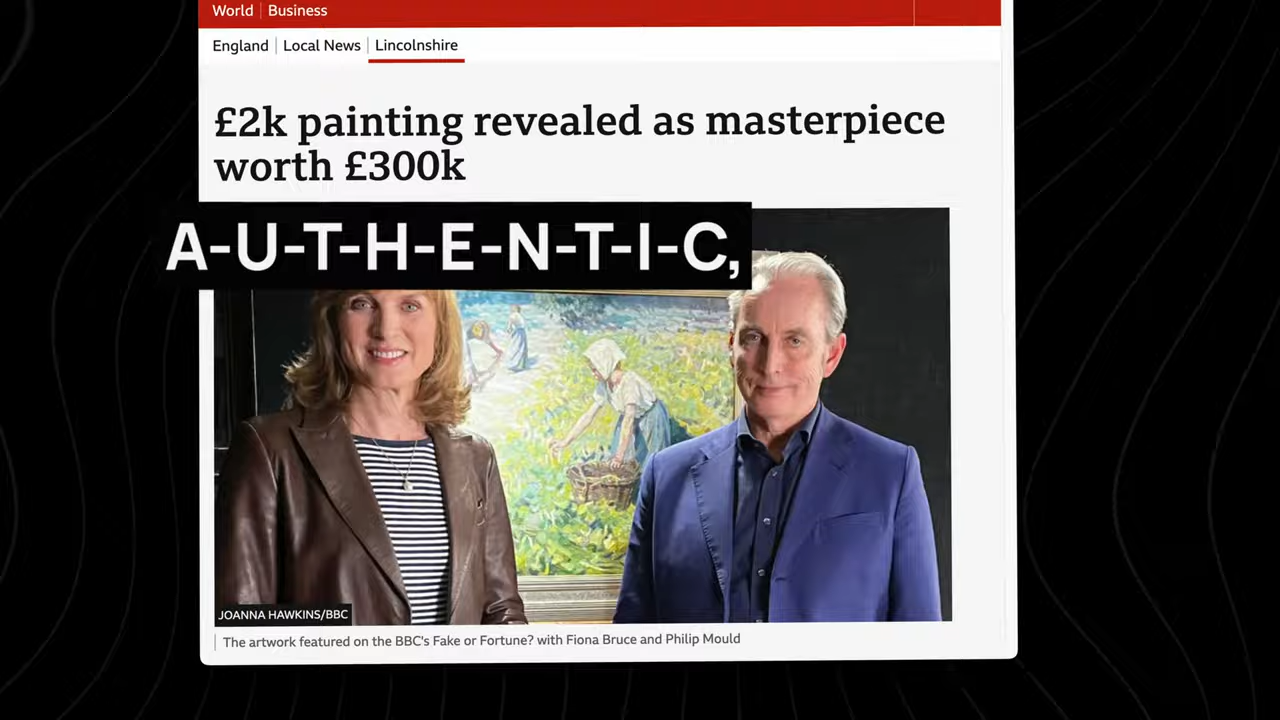 World | Business
England | Local News | Lincolnshire
£2k painting revealed as masterpiece
worth £300k
A-U-T-H-E-N-T-I-C,
JOANNA HAWKINS/BBC
The artwork featured on the BBC's Fake or Fortune? with Fiona Bruce and Philip Mould